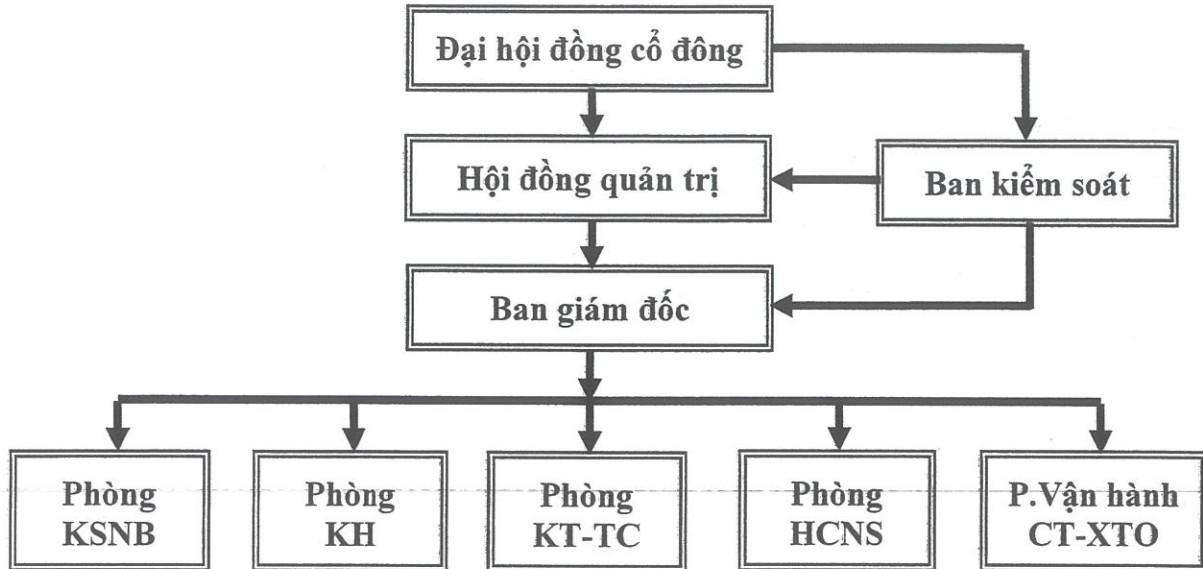 Đại hội đồng cổ đông
Hội đồng quản trị
Ban kiểm soát
Ban giám đốc
Phòng
KSNB
Phòng
KH
Phòng
KT-TC
Phòng
HCNS
P.Vận hành
CT-XTO